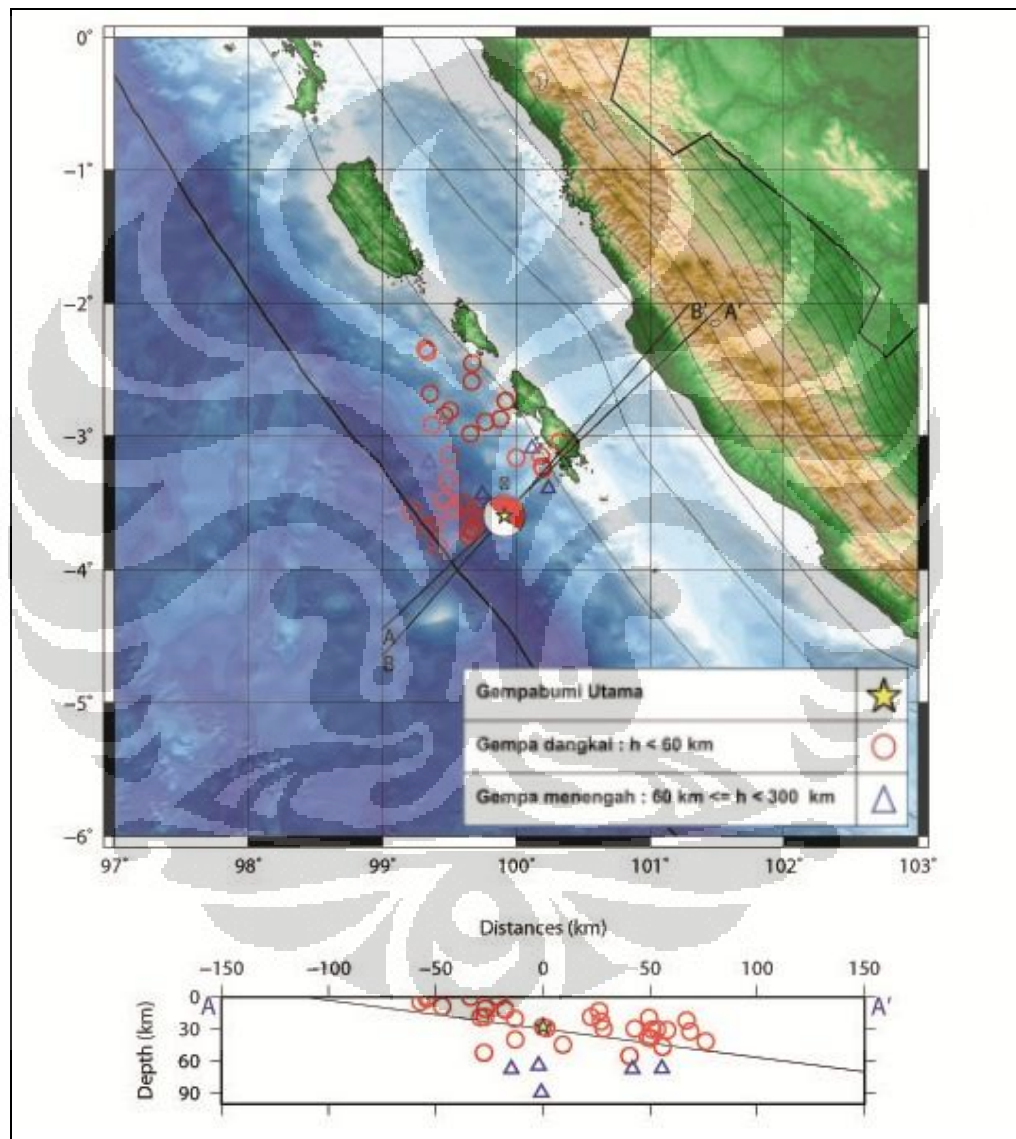 0°
−1°
−2°
B' A'
−3°
−4°
A
B
−5°
−6°
Gempabumi Utama
Gempa dangkal : h < 60 km
Gempa menengah : 60 km <= h < 300 km
97° 98° 99° 100° 101° 102° 103°
Distances (km)
−150 −100 −50 0 50 100 150
A A'
Depth (km)
0
30
60
90